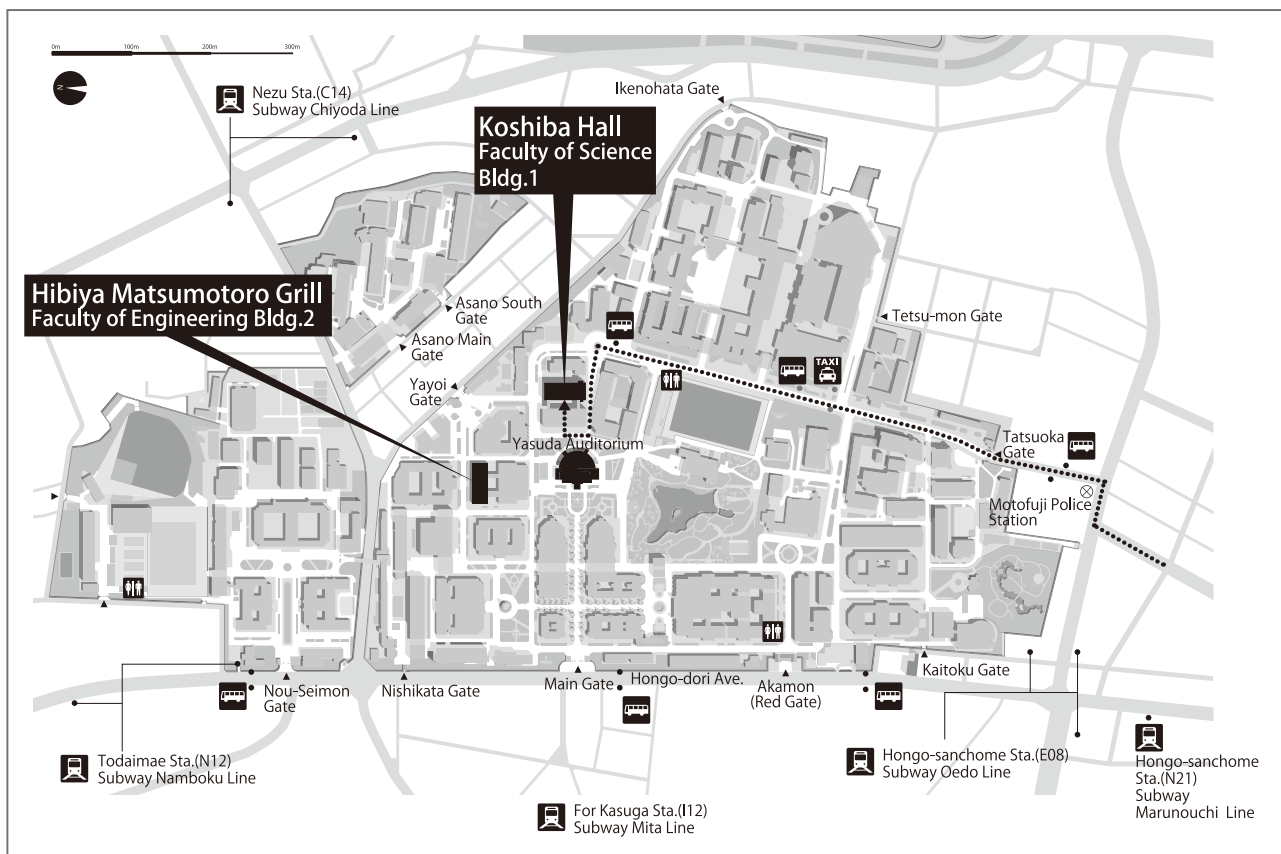 0m 100m 200m 300m
N
Nezu Sta.(C14)
Subway Chiyoda Line
Ikenohata Gate
Koshiba Hall
Faculty of Science
Bldg.1
Hibiya Matsumotoro Grill
Faculty of Engineering Bldg.2
Asano South
Gate
Asano Main
Gate
Yayoi
Gate
Tetsu-mon Gate
TAXI
Yasuda Auditorium
Tatsuoka
Gate
Motofuji Police
Station
Nou-Seimon
Gate
Nishikata Gate
Main Gate
Hongo-dori Ave.
Akamon
(Red Gate)
Kaitoku Gate
Todaimae Sta.(N12)
Subway Namboku Line
For Kasuga Sta.(I12)
Subway Mita Line
Hongo-sanchome Sta.(E08)
Subway Oedo Line
Hongo-sanchome
Sta.(N21)
Subway
Marunouchi Line